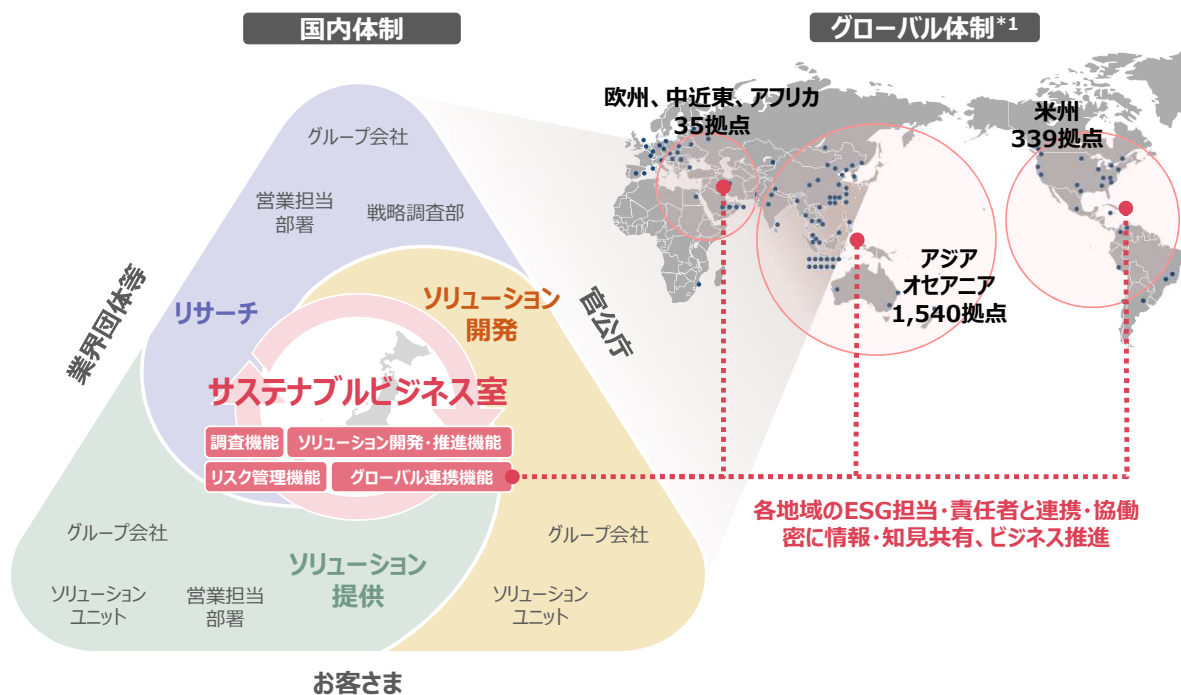 国内体制
グループ会社
営業担当
部署
戦略調査部
業界団体等
官公庁
リサーチ
ソリューション
開発
サステナブルビジネス室
調査機能
ソリューション開発・推進機能
リスク管理機能
グローバル連携機能
グループ会社
ソリューション
ユニット
営業担当
部署
ソリューション
提供
グループ会社
ソリューション
ユニット
お客さま
グローバル体制*1
欧州、中近東、アフリカ
35拠点
米州
339拠点
アジア
オセアニア
1,540拠点
各地域のESG担当・責任者と連携・協働
密に情報・知見共有、ビジネス推進